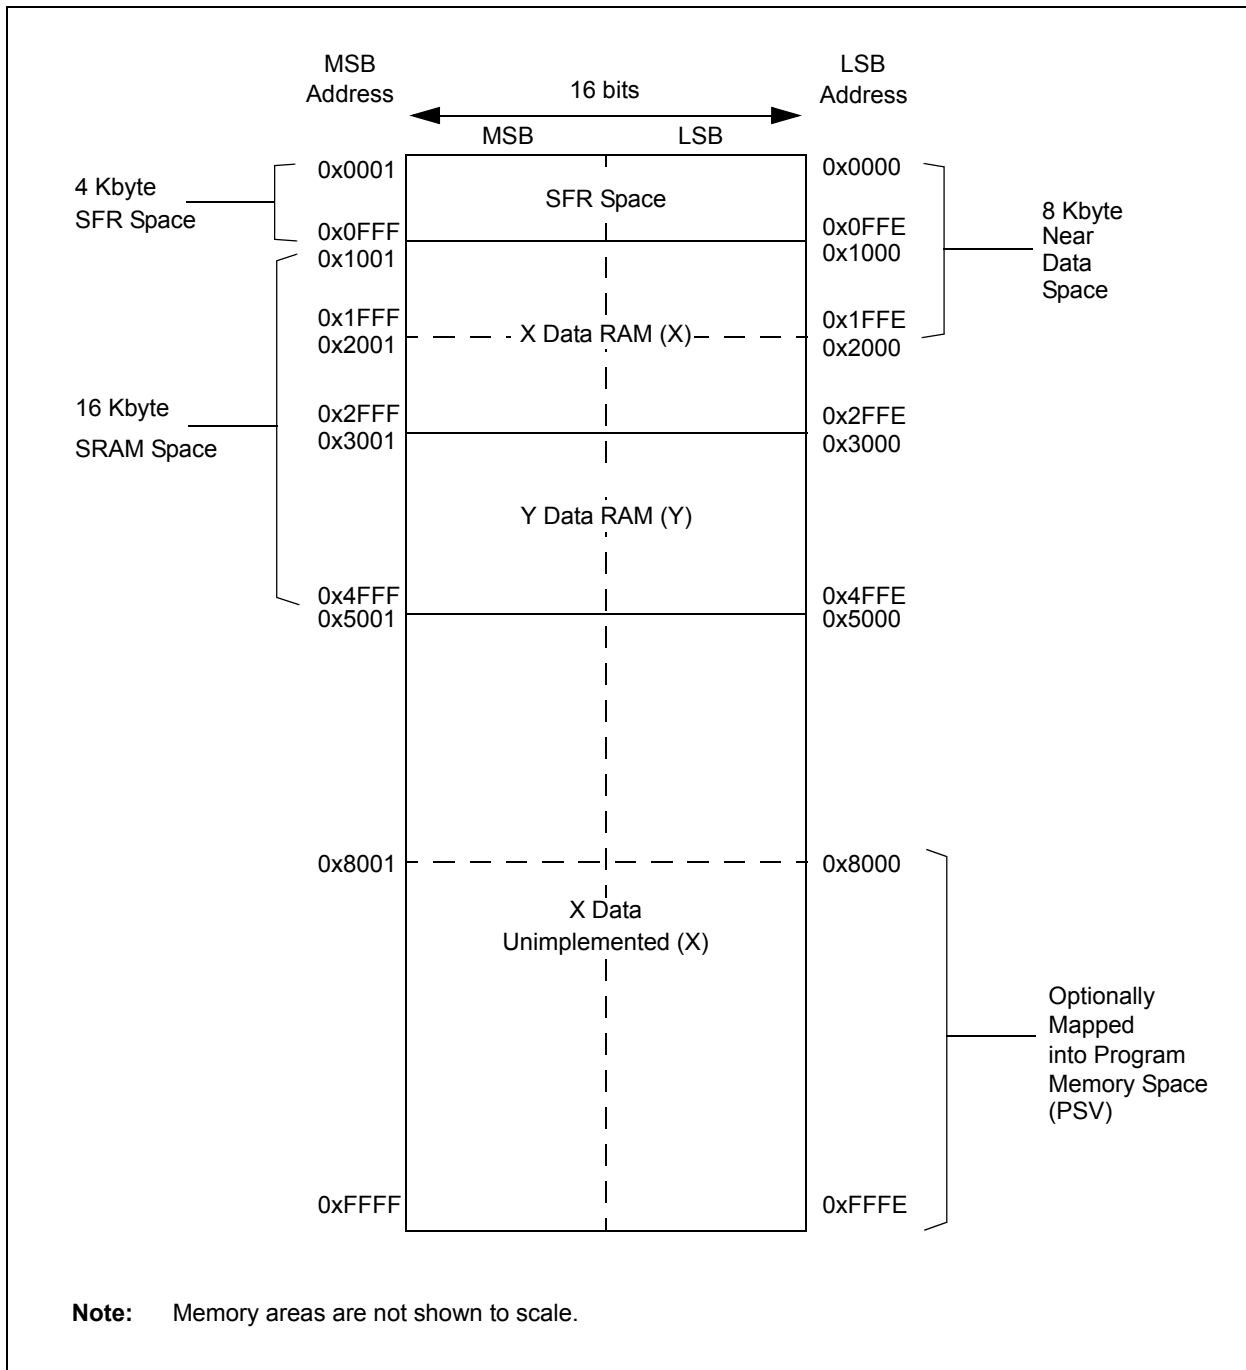 MSB
Address
16 bits
LSB
Address
MSB
LSB
4 Kbyte
SFR Space
0x0001
0x0FFF
0x1001
SFR Space
0x0000
0x0FFE
0x1000
8 Kbyte
Near
Data
Space
0x1FFF
0x2001
X Data RAM (X)
0x1FFE
0x2000
16 Kbyte
SRAM Space
0x2FFF
0x3001
0x2FFE
0x3000
Y Data RAM (Y)
0x4FFF
0x5001
0x4FFE
0x5000
0x8001
0x8000
X Data
Unimplemented (X)
Optionally
Mapped
into Program
Memory Space
(PSV)
0xFFFF
0xFFFE
Note: Memory areas are not shown to scale.